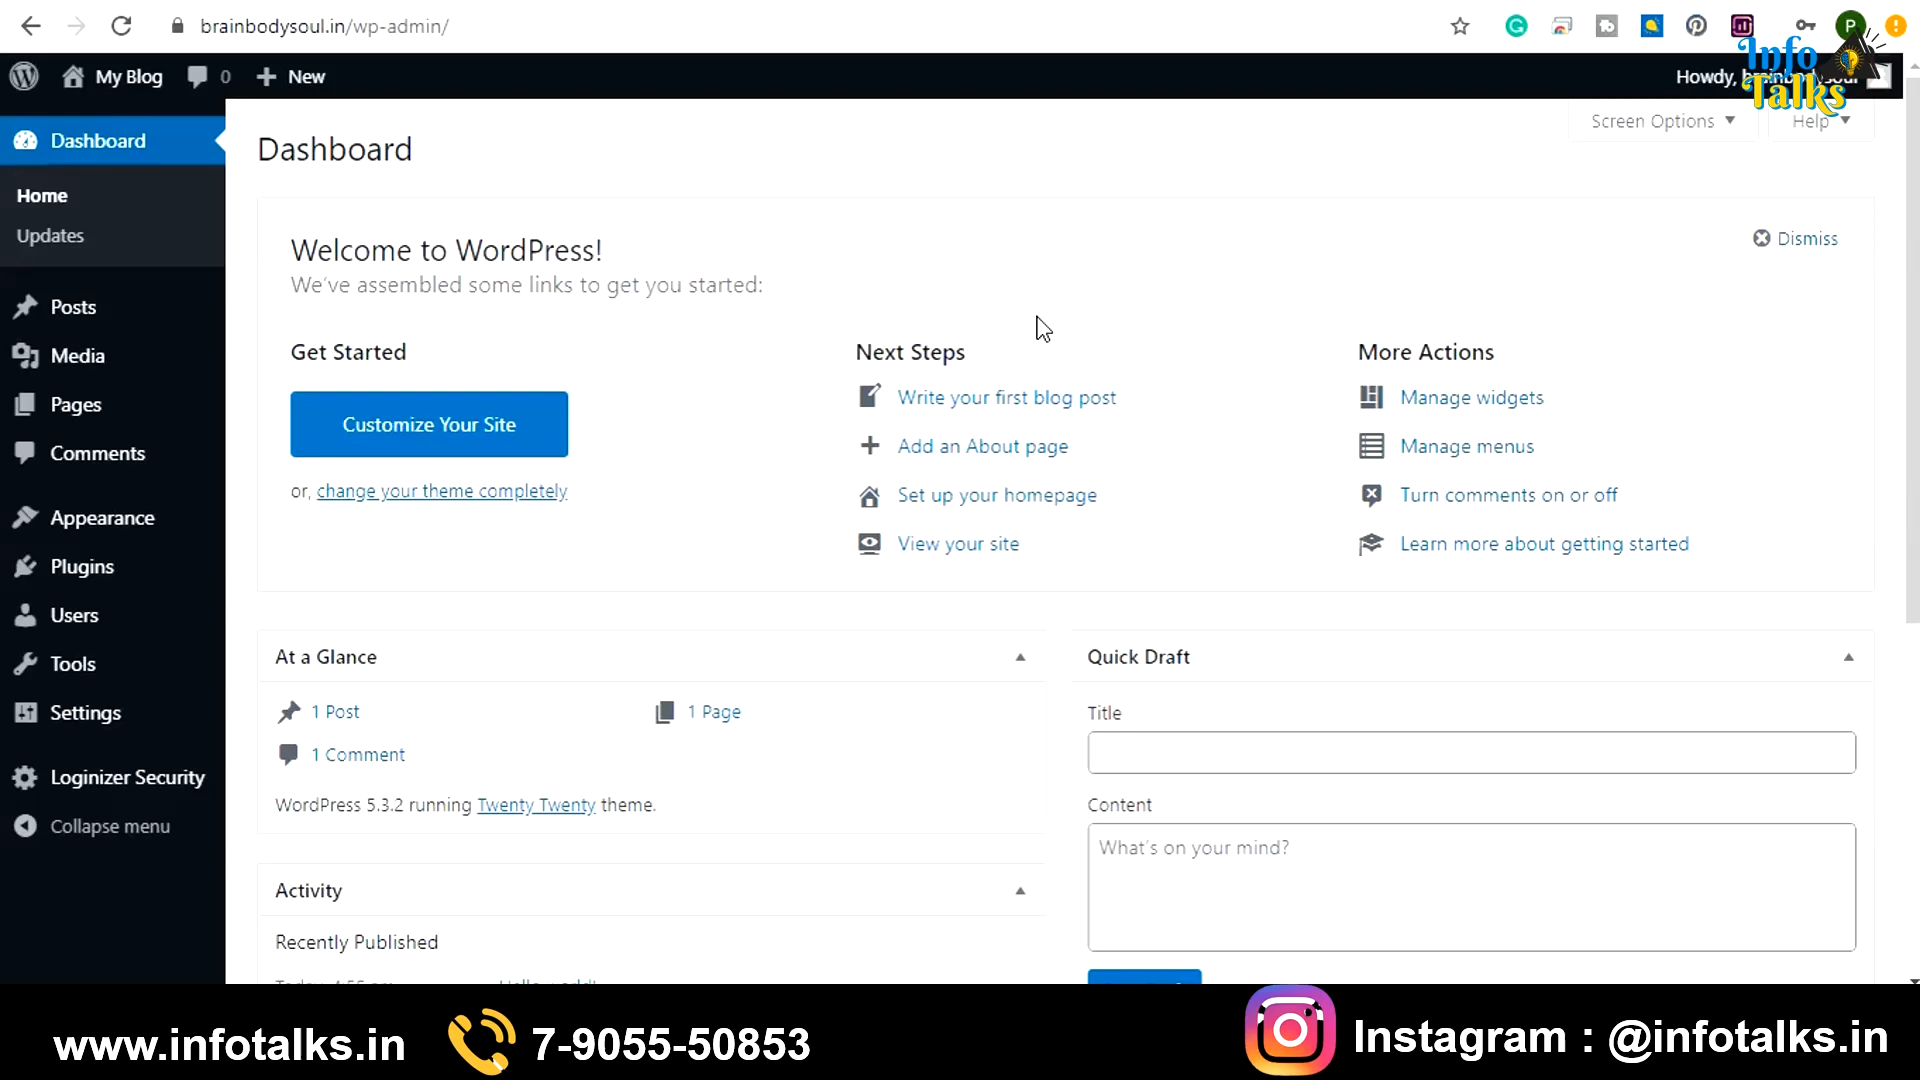 brainbodysoul.in/wp-admin/
P
My Blog
0
New
Howdy,
Info
Talks
Screen Options
Help
Dashboard
Home
Updates
Posts
Media
Pages
Comments
Appearance
Plugins
Users
Tools
Settings
Loginizer Security
Collapse menu
Dashboard
Welcome to WordPress!
We've assembled some links to get you started:
Dismiss
Get Started
Customize Your Site
or, change your theme completely
Next Steps
Write your first blog post
Add an About page
Set up your homepage
View your site
More Actions
Manage widgets
Manage menus
Turn comments on or off
Learn more about getting started
At a Glance
1 Post
1 Page
1 Comment
WordPress 5.3.2 running Twenty Twenty theme.
Activity
Recently Published
Quick Draft
Title
Content
What's on your mind?
www.infotalks.in
7-9055-50853
Instagram : @infotalks.in